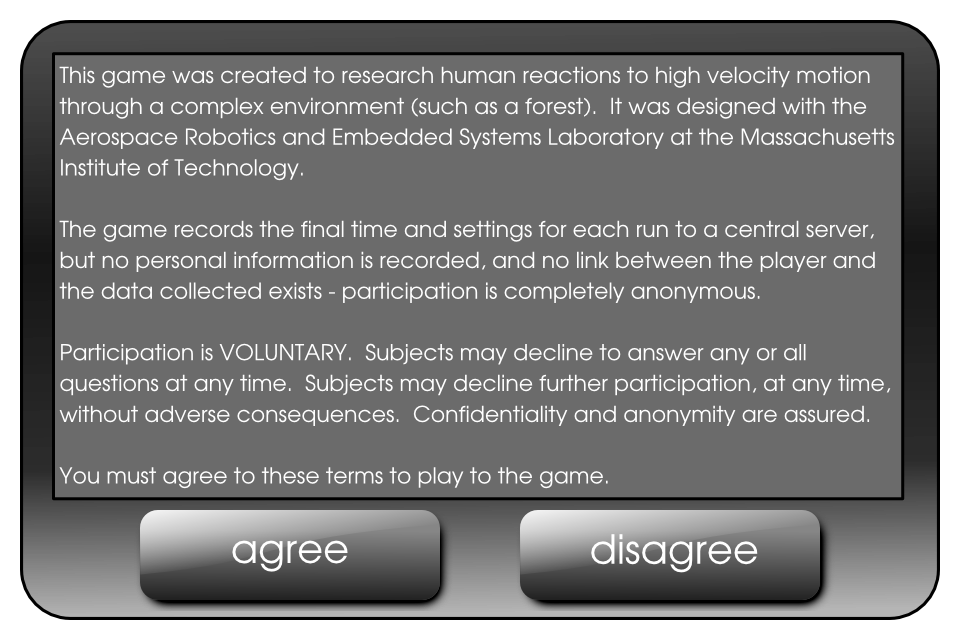 This game was created to research human reactions to high velocity motion
through a complex environment (such as a forest).  It was designed with the
Aerospace Robotics and Embedded Systems Laboratory at the Massachusetts
Institute of Technology.
The game records the final time and settings for each run to a central server,
but no personal information is recorded, and no link between the player and
the data collected exists - participation is completely anonymous.
Participation is VOLUNTARY.  Subjects may decline to answer any or all
questions at any time.  Subjects may decline further participation, at any time,
without adverse consequences.  Confidentiality and anonymity are assured.
You must agree to these terms to play to the game.
agree
disagree